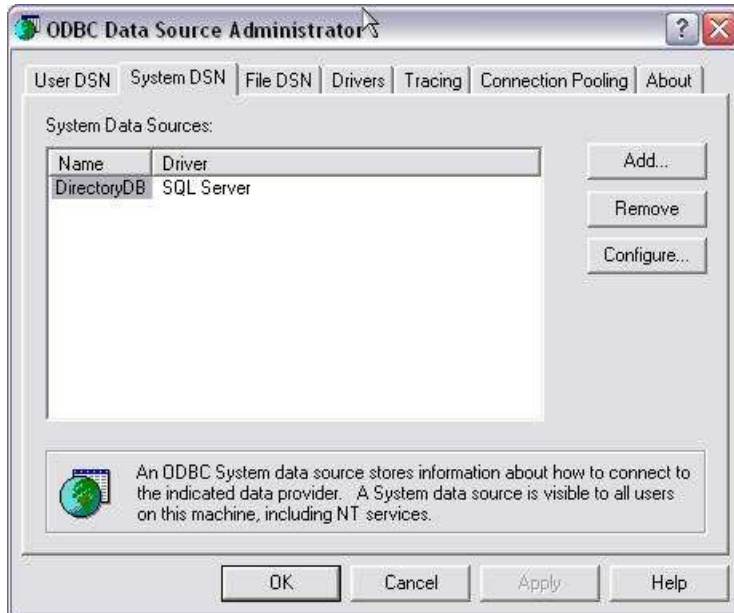 ODBC Data Source Administrator
User DSN System DSN File DSN Drivers Tracing Connection Pooling About
System Data Sources:
Name Driver
DirectoryDB SQL Server
Add...
Remove
Configure...
An ODBC System data source stores information about how to connect to
the indicated data provider. A System data source is visible to all users
on this machine, including NT services.
OK Cancel Apply Help